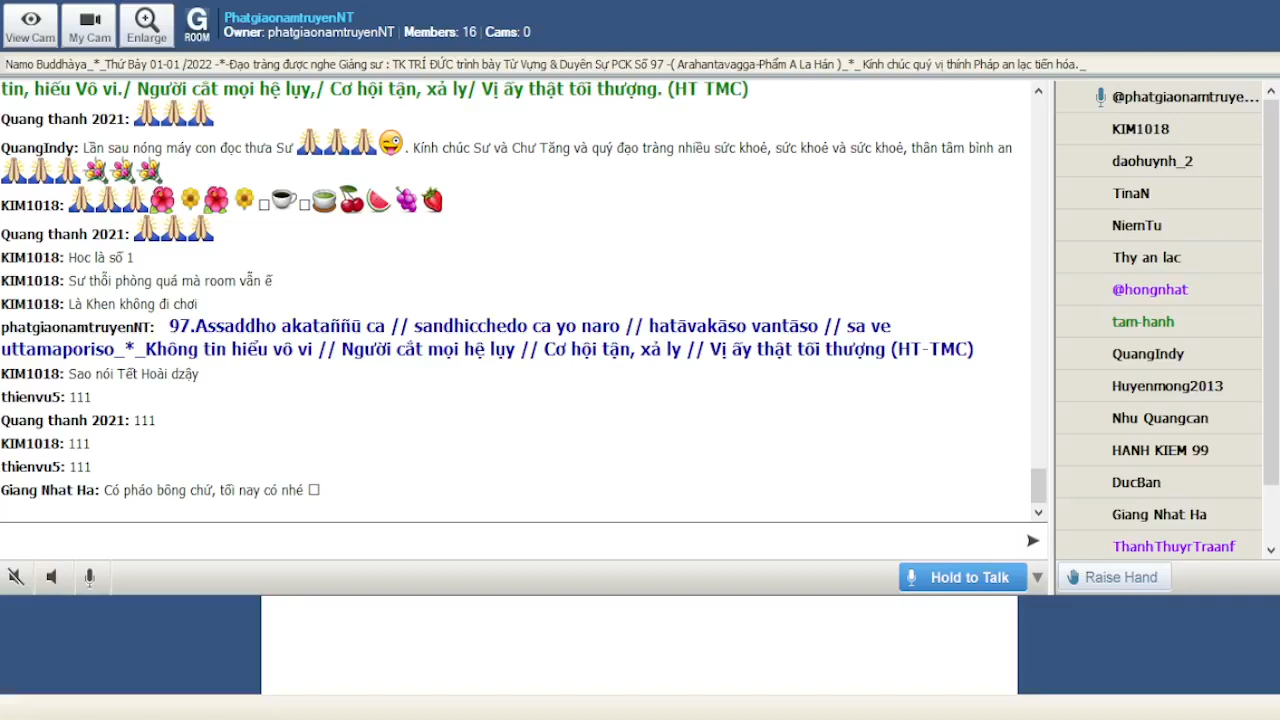 View Cam
My Cam
Enlarge
G
ROOM
PhatgiaonamtruyenNT
Owner: phatgiaonamtruyenNT | Members: 16 | Cams: 0
Namo Buddhàya_*_Thứ Bảy 01-01 /2022 -*-Đạo tràng được nghe Giảng sư : TK TRÍ ĐỨC trình bày Từ Vựng & Duyên Sự PCK Số 97 -( Arahantavagga-Phẩm A La Hán )_*_ Kính chúc quý vị thính Pháp an lạc tiến hóa._
tin, hiểu Vô vi./ Người cắt mọi hệ lụy,/ Cơ hội tận, xả ly/ Vị ấy thật tối thượng. (HT TMC)
Quang thanh 2021:
QuangIndy: Lần sau nóng máy con đọc thưa Sư . Kính chúc Sư và Chư Tăng và quý đạo tràng nhiều sức khoẻ, sức khoẻ và sức khoẻ, thân tâm bình an
KIM1018:
Quang thanh 2021:
KIM1018: Hoc là số 1
KIM1018: Sư thỗi phòng quá mà room vẫn ế
KIM1018: Là Khen không đi chơi
phatgiaonamtruyenNT: 97.Assaddho akataññū ca // sandhicchedo ca yo naro // hatāvakāso vantāso // sa ve
uttamaporiso_*_Không tin hiểu vô vi // Người cắt mọi hệ lụy // Cơ hội tận, xả ly // Vị ấy thật tối thượng (HT-TMC)
KIM1018: Sao nói Tết Hoài dzậy
thienvu5: 111
Quang thanh 2021: 111
KIM1018: 111
thienvu5: 111
Giang Nhat Ha: Có pháo bông chứ, tối nay có nhé
Hold to Talk
@phatgiaonamtruye...
KIM1018
daohuynh_2
TinaN
NiemTu
Thy an lac
@hongnhat
tam-hanh
QuangIndy
Huyenmong2013
Nhu Quangcan
HANH KIEM 99
DucBan
Giang Nhat Ha
ThanhThuyrTraanf
Raise Hand